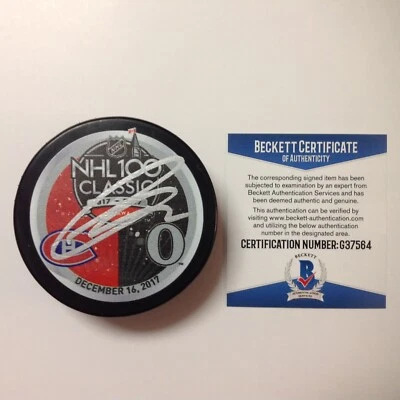 NHL100
CLASSIC
DECEMBER 16, 2017
BECKETT CERTIFICATE
OF AUTHENTICITY
The corresponding signed item has been
subjected to examination by an expert from
Beckett Authentication Services and has
been deemed authentic and genuine.
This autograph can be verified by visiting
www.beckett-authentication.com
and utilizing the below authentication
number in the designated area.
CERTIFICATION NUMBER: G37564
BECKETT
B